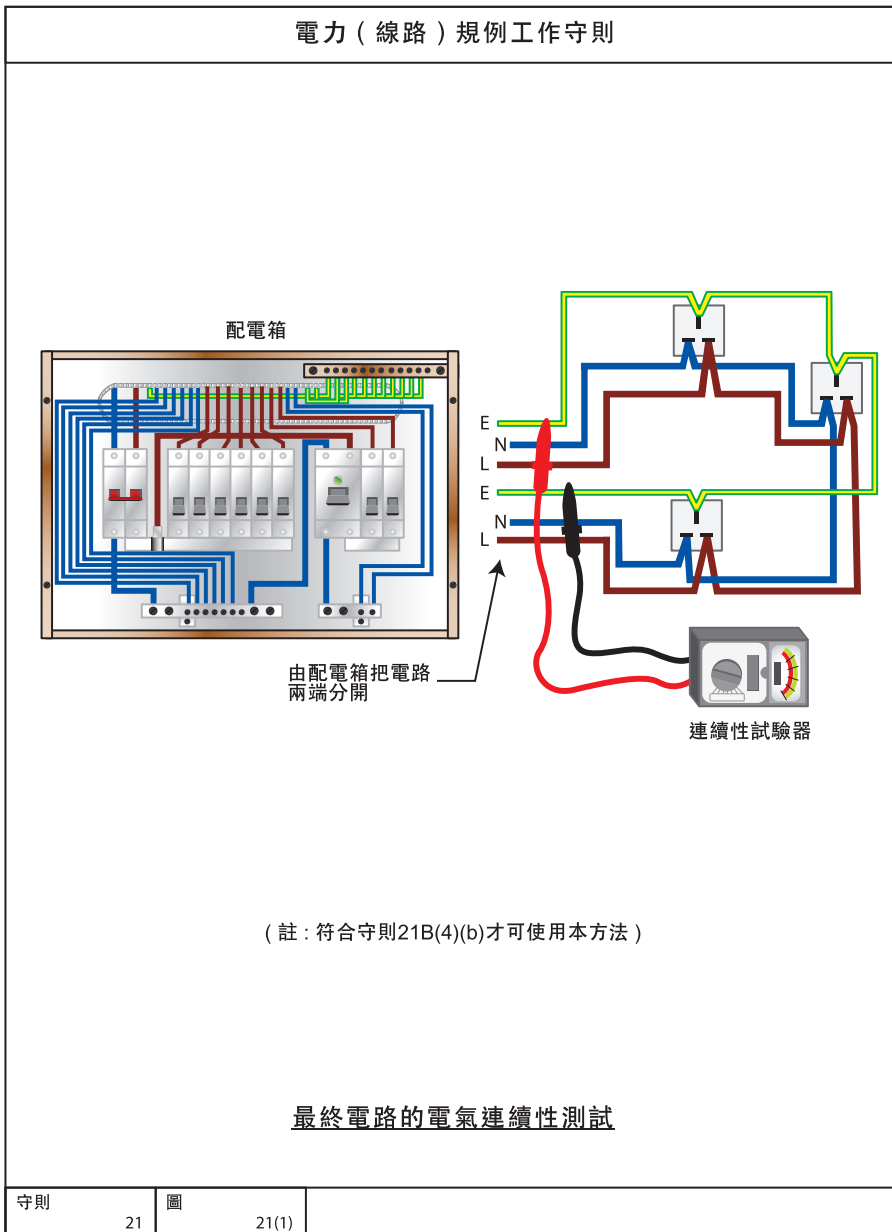 電力（線路）規例工作守則
配電箱
E
N
L
E
N
L
由配電箱把電路
兩端分開
連續性試驗器
（註 : 符合守則21B(4)(b)才可使用本方法）
最終電路的電氣連續性測試
守則
21
圖
21(1)